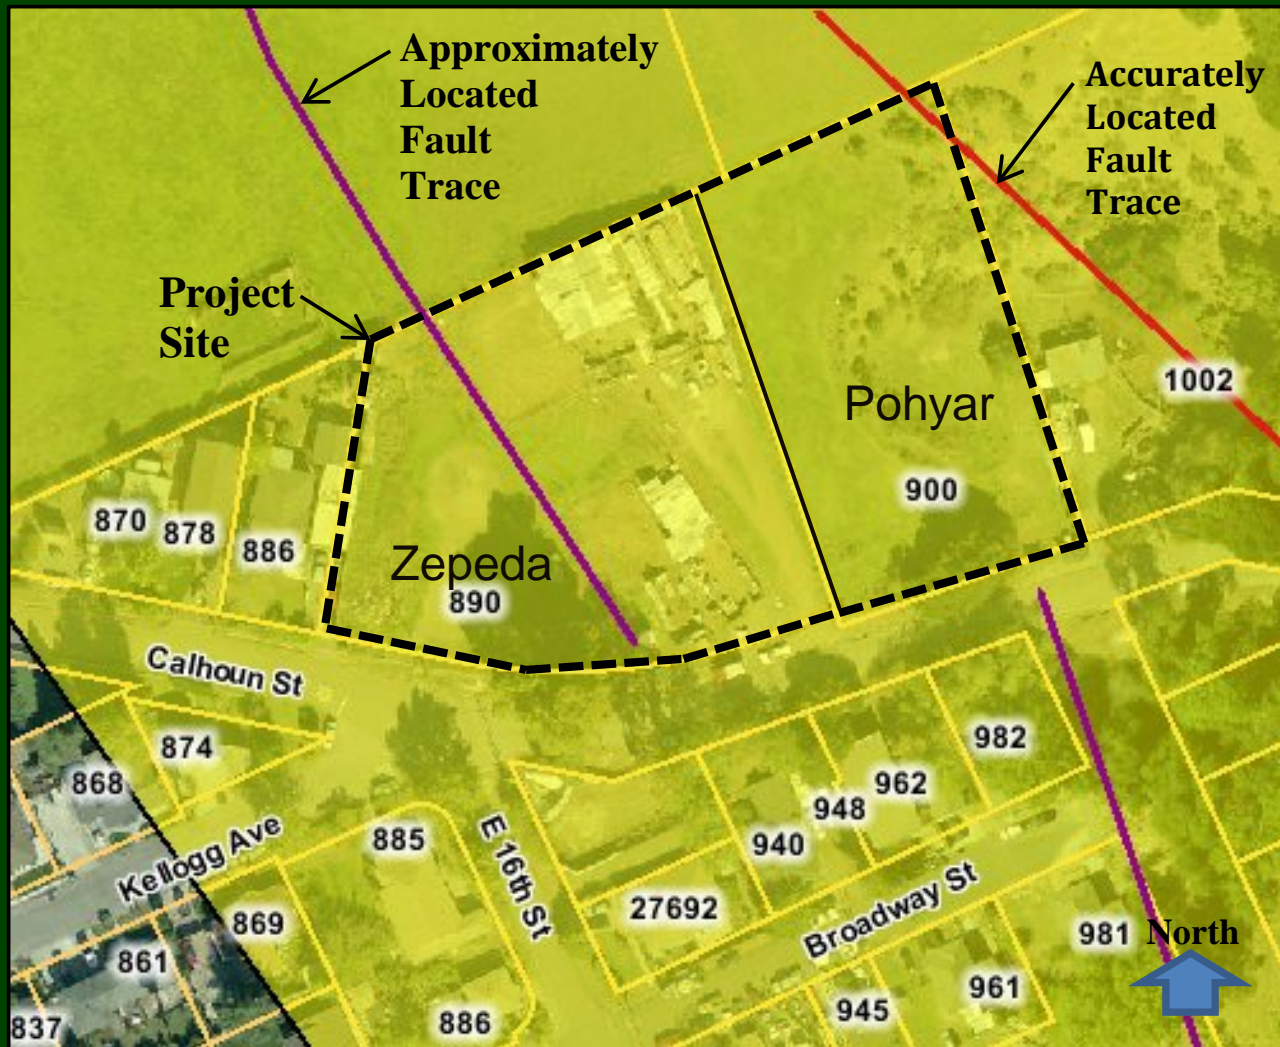 Approximately
Located
Fault
Trace
Accurately
Located
Fault
Trace
Project
Site
1002
Pohyar
900
870
878
886
Zepeda
890
Calhoun St
874
982
868
962
948
885
940
Kellogg Ave
E 16th St
27692
Broadway St
869
981
North
861
961
945
886
837